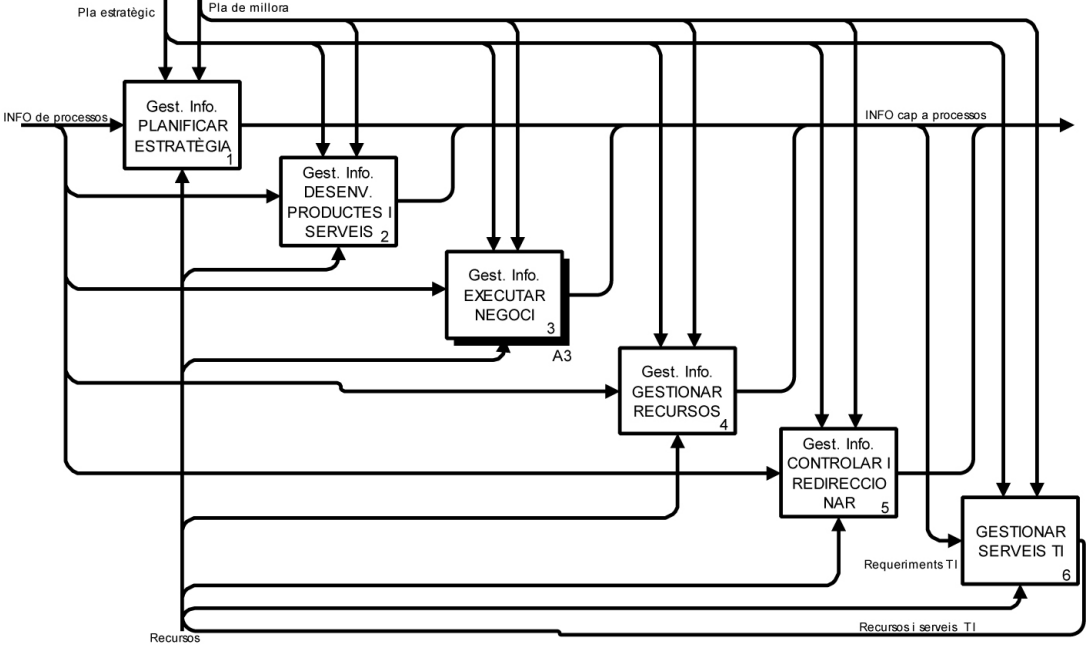 Pla estratègic
Pla de millora
INFO de processos
Gest. Info.
PLANIFICAR
ESTRATÈGIA
1
INFO cap a processos
Gest. Info.
DESENV.
PRODUCTES I
SERVEIS
2
Gest. Info.
EXECUTAR
NEGOCI
3
A3
Gest. Info.
GESTIONAR
RECURSOS
4
Gest. Info.
CONTROLAR I
REDIRECCIO
NAR
5
GESTIONAR
SERVEIS TI
6
Requeriments TI
Recursos i serveis TI
Recursos